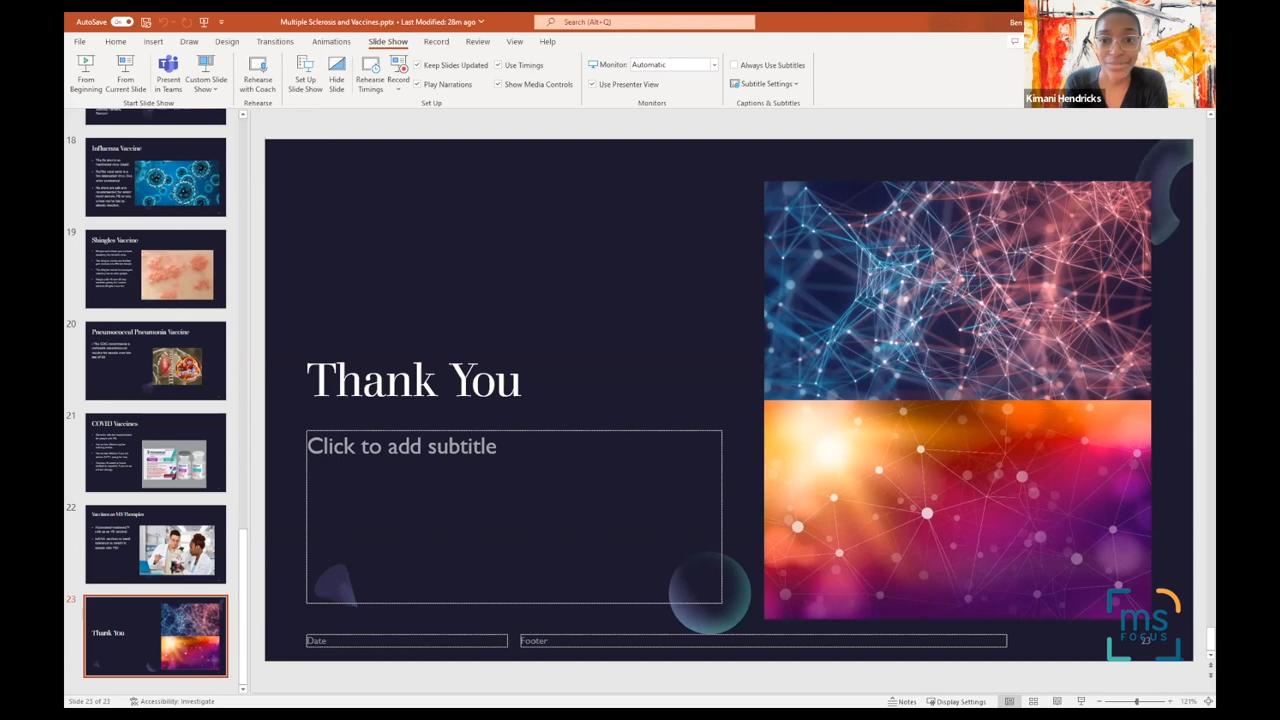 AutoSave
On
Multiple Sclerosis and Vaccines.pptx • Last Modified: 28m ago
Search (Alt+Q)
Ben
File
Home
Insert
Draw
Design
Transitions
Animations
Slide Show
Record
Review
View
Help
From
Beginning
From
Current Slide
Present
in Teams
Custom Slide
Show
Start Slide Show
Rehearse
with Coach
Rehearse
Set Up
Slide Show
Hide
Slide
Rehearse
Timings
Record
Keep Slides Updated
Play Narrations
Use Timings
Show Media Controls
Set Up
Monitor:
Automatic
Use Presenter View
Monitors
Always Use Subtitles
Subtitle Settings
Captions & Subtitles
Kimani Hendricks
18
Influenza Vaccine
19
Shingles Vaccine
20
Pneumococcal Pneumonia Vaccine
21
COVID Vaccines
22
Vaccines as MS Therapies
23
Thank You
Thank You
Click to add subtitle
Date
Footer
ms
FOCUS
23
Slide 23 of 23
Accessibility: Investigate
Notes
Display Settings
121%